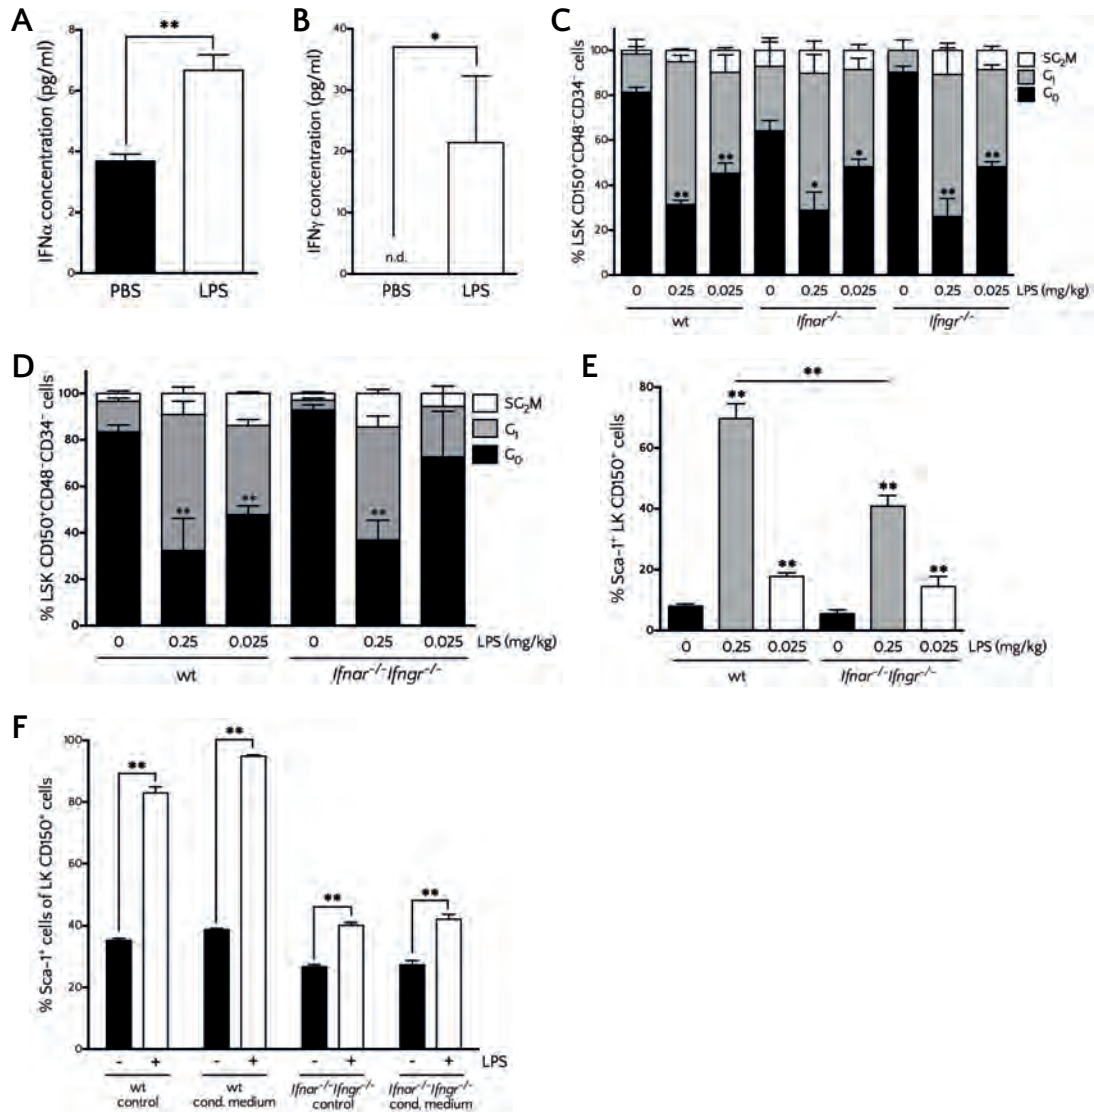 A
IFNα concentration (pg/ml)
**
8
6
4
2
0
PBS
LPS
B
IFNγ concentration (pg/ml)
*
40
30
20
10
0
n.d.
PBS
LPS
C
% LSK CD150+CD48-CD34- cells
100
80
60
40
20
0
** ** * * ** **
SG2M
G1
G0
0 0.25 0.025 0 0.25 0.025 0 0.25 0.025 LPS (mg/kg)
wt Ifnar-/- Ifngr-/-
D
% LSK CD150+CD48-CD34- cells
100
80
60
40
20
0
** ** **
SG2M
G1
G0
0 0.25 0.025 0 0.25 0.025 LPS (mg/kg)
wt Ifnar-/-Ifngr-/-
E
% Sca-1+ LK CD150+ cells
80
60
40
20
0
**
** ** ** **
0 0.25 0.025 0 0.25 0.025 LPS (mg/kg)
wt Ifnar-/-Ifngr-/-
F
% Sca-1+ cells of LK CD150+ cells
100
80
60
40
20
0
** ** ** **
- + - + - + - + LPS
wt wt Ifnar-/-Ifngr-/- Ifnar-/-Ifngr-/-
control cond. medium control cond. medium